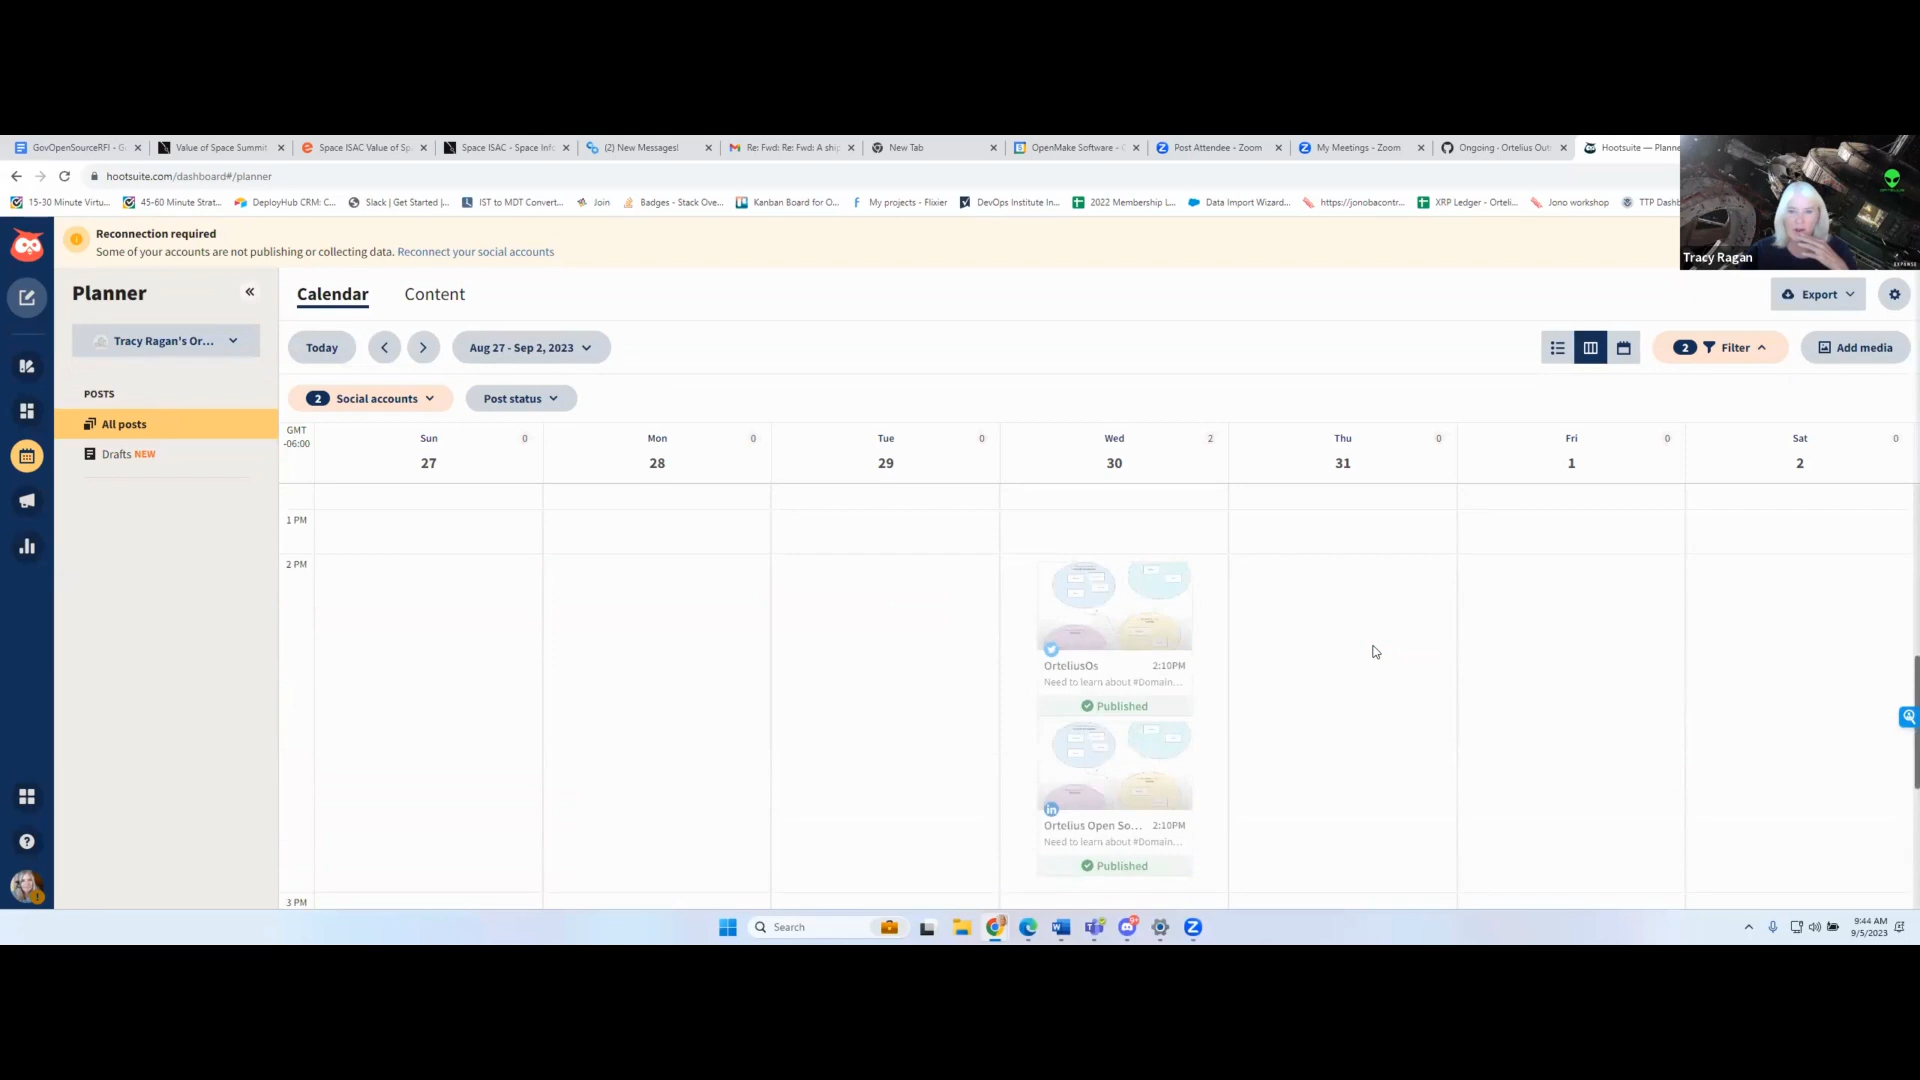 GovOpenSourceRFI - G
Value of Space Summit
Space ISAC Value of Sp
Space ISAC - Space Info
(2) New Messages!
Re: Fwd: Re: Fwd: A ship
New Tab
OpenMake Software - C
Post Attendee - Zoom
My Meetings - Zoom
Ongoing · Ortelius Out
Hootsuite — Planne
hootsuite.com/dashboard#/planner
15-30 Minute Virtu...
45-60 Minute Strat...
DeployHub CRM: C...
Slack | Get Started |...
IST to MDT Convert...
Join
Badges - Stack Ove...
Kanban Board for O...
My projects - Flixier
DevOps Institute In...
2022 Membership L...
Data Import Wizard...
https://jonobacontr...
XRP Ledger - Orteli...
Jono workshop
TTP Dashb
Tracy Ragan
Reconnection required
Some of your accounts are not publishing or collecting data. Reconnect your social accounts
Planner
Calendar
Content
Export
Tracy Ragan's Or...
Today
Aug 27 - Sep 2, 2023
2 Filter
Add media
POSTS
All posts
Drafts NEW
2 Social accounts
Post status
GMT
-06:00
Sun 0
27
Mon 0
28
Tue 0
29
Wed 2
30
Thu 0
31
Fri 0
1
Sat 0
2
1 PM
2 PM
OrteliusOs 2:10PM
Need to learn about #Domain...
Published
Ortelius Open So... 2:10PM
Need to learn about #Domain...
Published
3 PM
Search
9:44 AM
9/5/2023